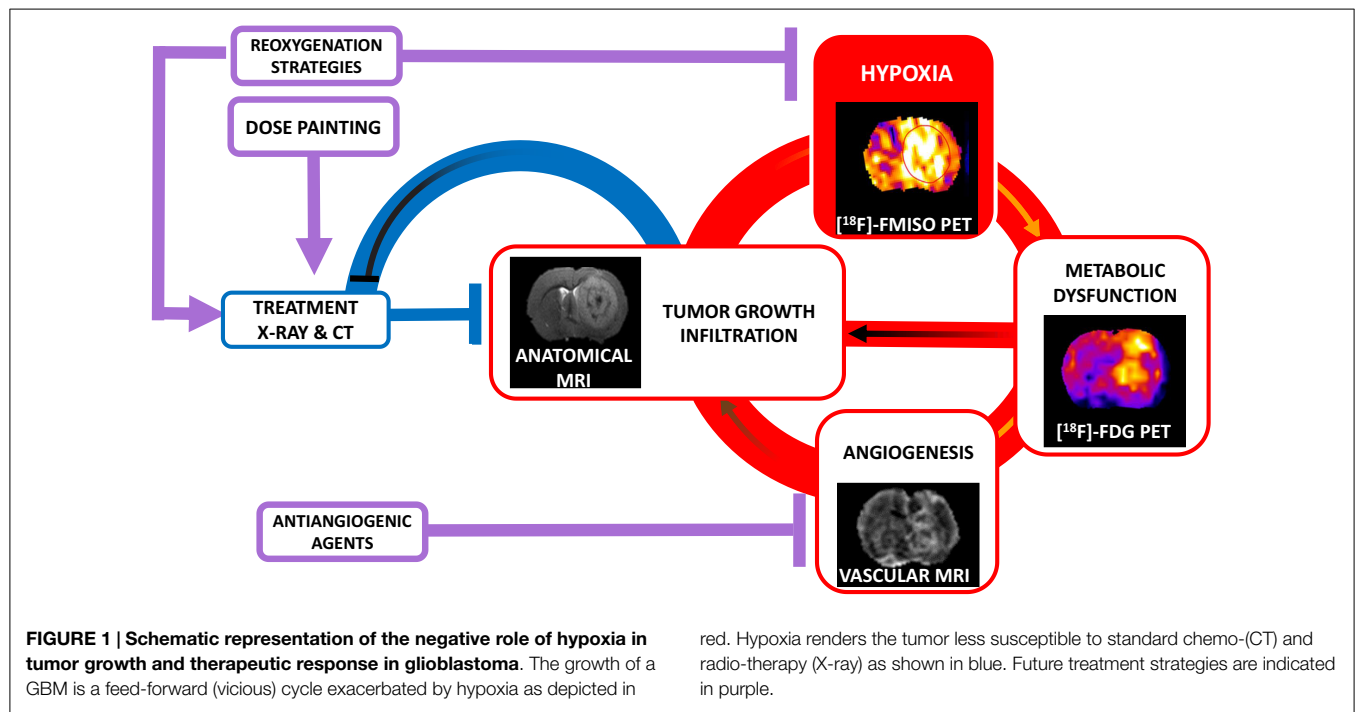 REOXYGENATION
STRATEGIES
DOSE PAINTING
TREATMENT
X-RAY & CT
ANTIANGIOGENIC
AGENTS
HYPOXIA
[18F]-FMISO PET
METABOLIC
DYSFUNCTION
[18F]-FDG PET
TUMOR GROWTH
INFILTRATION
ANATOMICAL
MRI
ANGIOGENESIS
VASCULAR MRI
FIGURE 1 | Schematic representation of the negative role of hypoxia in
tumor growth and therapeutic response in glioblastoma. The growth of a
GBM is a feed-forward (vicious) cycle exacerbated by hypoxia as depicted in
red. Hypoxia renders the tumor less susceptible to standard chemo-(CT) and
radio-therapy (X-ray) as shown in blue. Future treatment strategies are indicated
in purple.